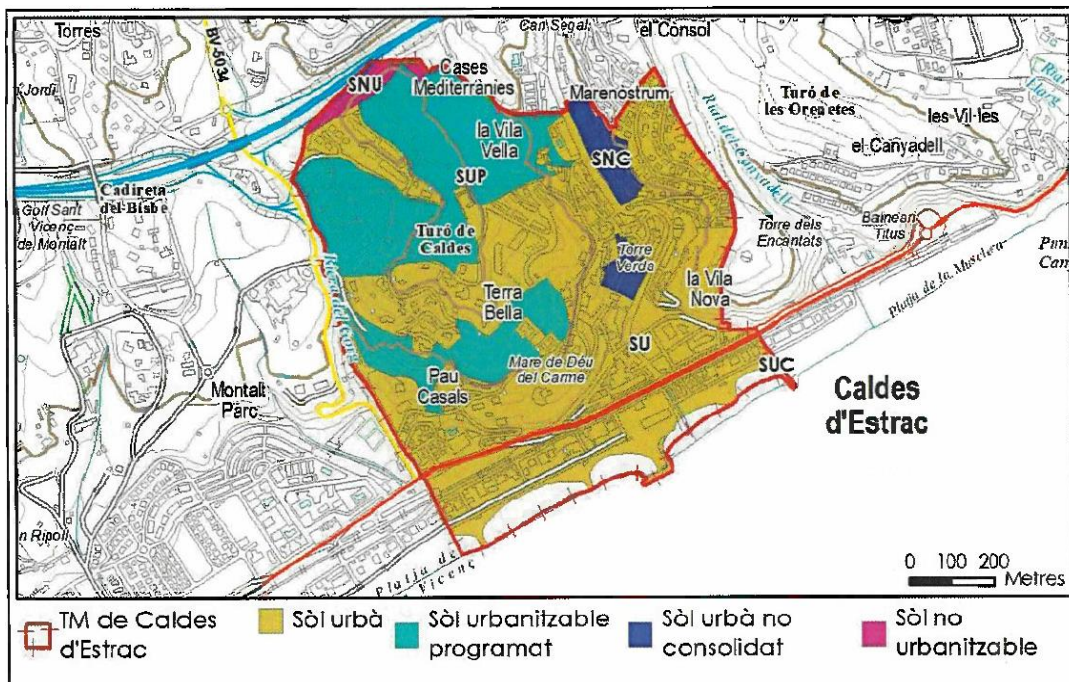 Torres
BV-5034
Can Segal
el Cònsol
SNU
Cases
Mediterrànies
Marenostrum
Turó de
les Orenetes
Jordi
la Vila
Vella
SNC
Rial de Canyadell
les Vil·les
el Canyadell
SUP
Cadireta
del Bisbe
Golf Sant
Vicenç
de Montalt
Turó de
Caldes
Torre
Verda
Torre dels
Encantats
Balneari
Titus
la Vila
Nova
Platja de la Musclera
Terra
Bella
SU
Mare de Déu
del Carme
SUC
Pau
Casals
Montalt
Parc
Caldes
d'Estrac
n Ripoll
Platja de
Vicenç
0 100 200
Metres
TM de Caldes
d'Estrac
Sòl urbà
Sòl urbanitzable
programat
Sòl urbà no
consolidat
Sòl no
urbanitzable